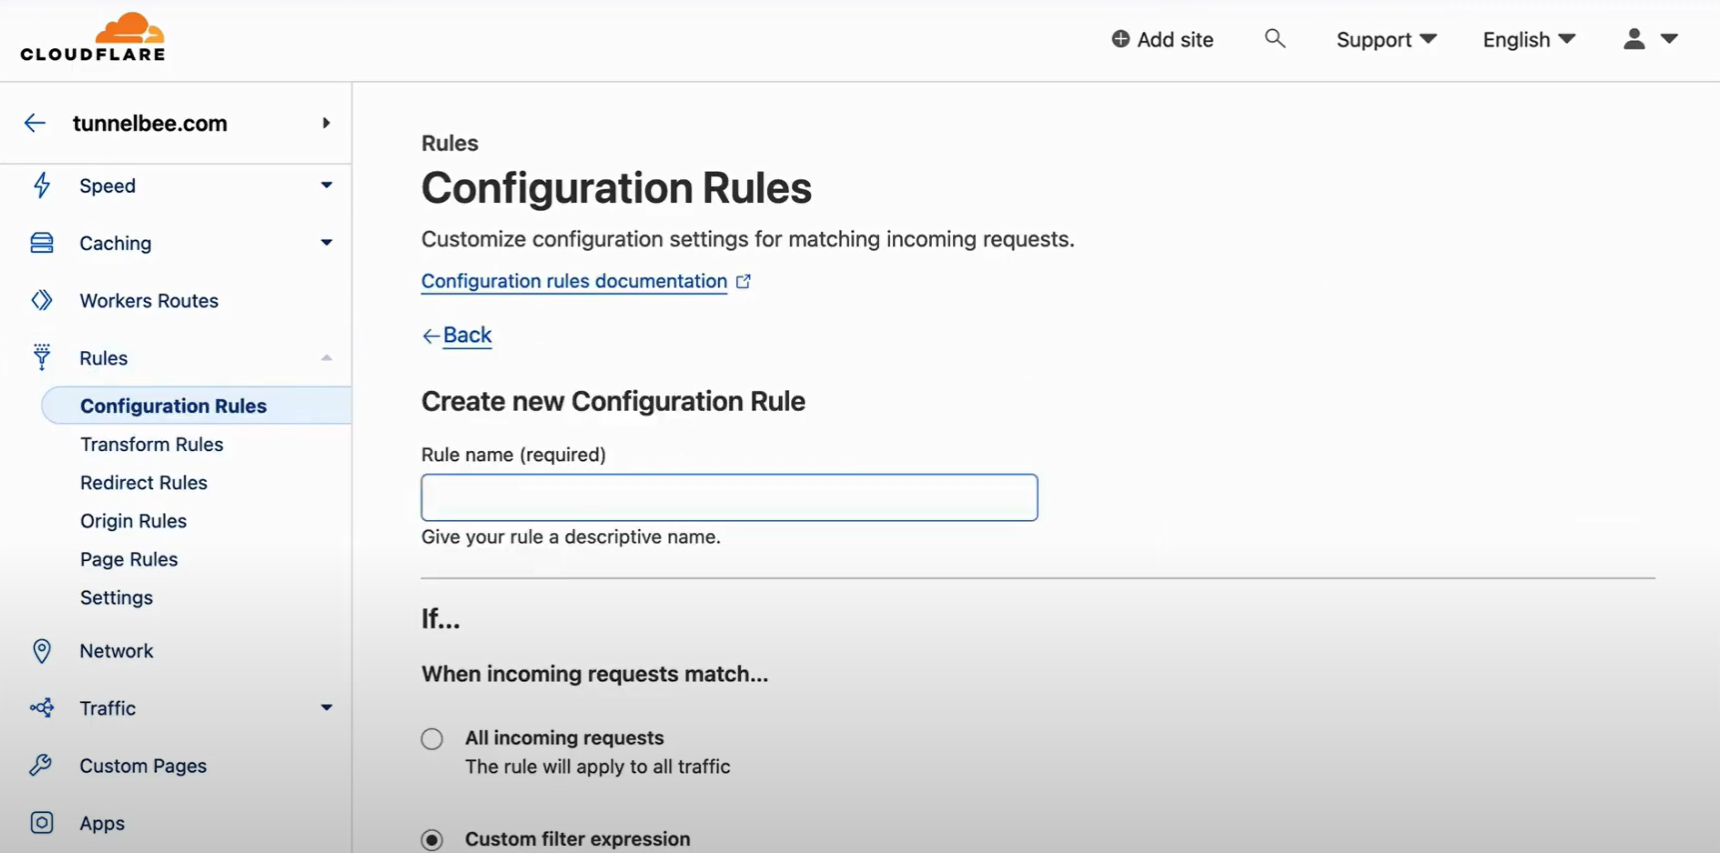 CLOUDFLARE
Add site
Support
English
tunnelbee.com
Speed
Caching
Workers Routes
Rules
Configuration Rules
Transform Rules
Redirect Rules
Origin Rules
Page Rules
Settings
Network
Traffic
Custom Pages
Apps
Rules
Configuration Rules
Customize configuration settings for matching incoming requests.
Configuration rules documentation
Back
Create new Configuration Rule
Rule name (required)
Give your rule a descriptive name.
If...
When incoming requests match...
All incoming requests
The rule will apply to all traffic
Custom filter expression